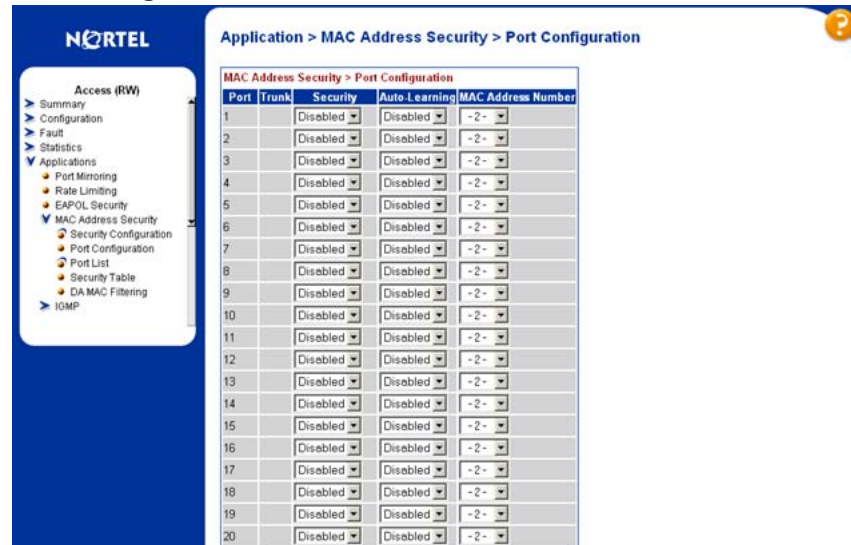 NORTEL
Application > MAC Address Security > Port Configuration
?
Access (RW)
Summary
Configuration
Fault
Statistics
Applications
Port Mirroring
Rate Limiting
EAPOL Security
MAC Address Security
Security Configuration
Port Configuration
Port List
Security Table
DA MAC Filtering
IGMP
MAC Address Security > Port Configuration
Port Trunk Security Auto-Learning MAC Address Number
1 Disabled Disabled -2-
2 Disabled Disabled -2-
3 Disabled Disabled -2-
4 Disabled Disabled -2-
5 Disabled Disabled -2-
6 Disabled Disabled -2-
7 Disabled Disabled -2-
8 Disabled Disabled -2-
9 Disabled Disabled -2-
10 Disabled Disabled -2-
11 Disabled Disabled -2-
12 Disabled Disabled -2-
13 Disabled Disabled -2-
14 Disabled Disabled -2-
15 Disabled Disabled -2-
16 Disabled Disabled -2-
17 Disabled Disabled -2-
18 Disabled Disabled -2-
19 Disabled Disabled -2-
20 Disabled Disabled -2-